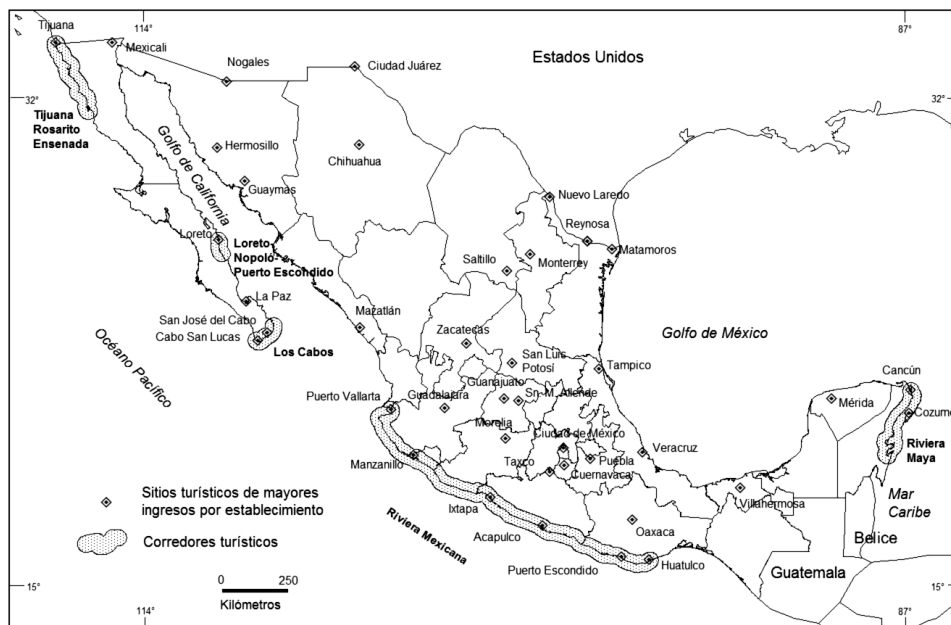 114°
87°
Tijuana
Mexicali
Nogales
Ciudad Juárez
Estados Unidos
32
32
Tijuana
Rosarito
Ensenada
Golfo de California
Hermosillo
Chihuahua
Guaymas
Nuevo Laredo
Reynosa
Matamoros
Loreto
Loreto
Nopoló-
Puerto Escondido
Saltillo
Monterrey
La Paz
San José del Cabo
Cabo San Lucas
Los Cabos
Mazatlán
Océano Pacífico
Golfo de México
Zacatecas
San Luis
Potosí
Tampico
Cancún
Puerto Vallarta
Guadalajara
Guanajuato
Sn. M. Allende
Mérida
Cozume
Morelia
Ciudad de México
Veracruz
Riviera
Maya
Manzanillo
Taxco
Puebla
Cuernavaca
Villahermosa
Mar
Caribe
Sitios turísticos de mayores
ingresos por establecimiento
Ixtapa
Riviera Mexicana
Acapulco
Oaxaca
Belice
Corredores turísticos
Puerto Escondido
Huatulco
Guatemala
0 250
Kilómetros
15
15
114°
87°